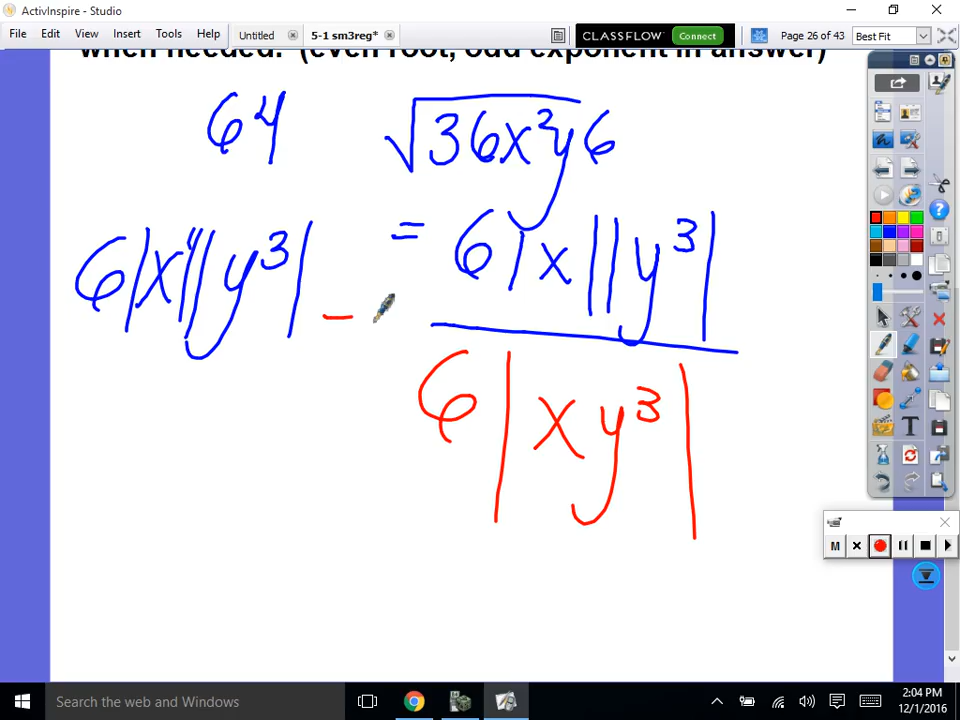 ActivInspire - Studio
File Edit View Insert Tools Help Untitled 5-1 sm3reg* CLASSFLOW Connect Page 26 of 43 Best Fit
when needed. (even root, odd exponent in answer)
64 √36x²y6
6|x⁴||y³| = 6|x||y³|
–
6|xy³|
M
Search the web and Windows
2:04 PM
12/1/2016